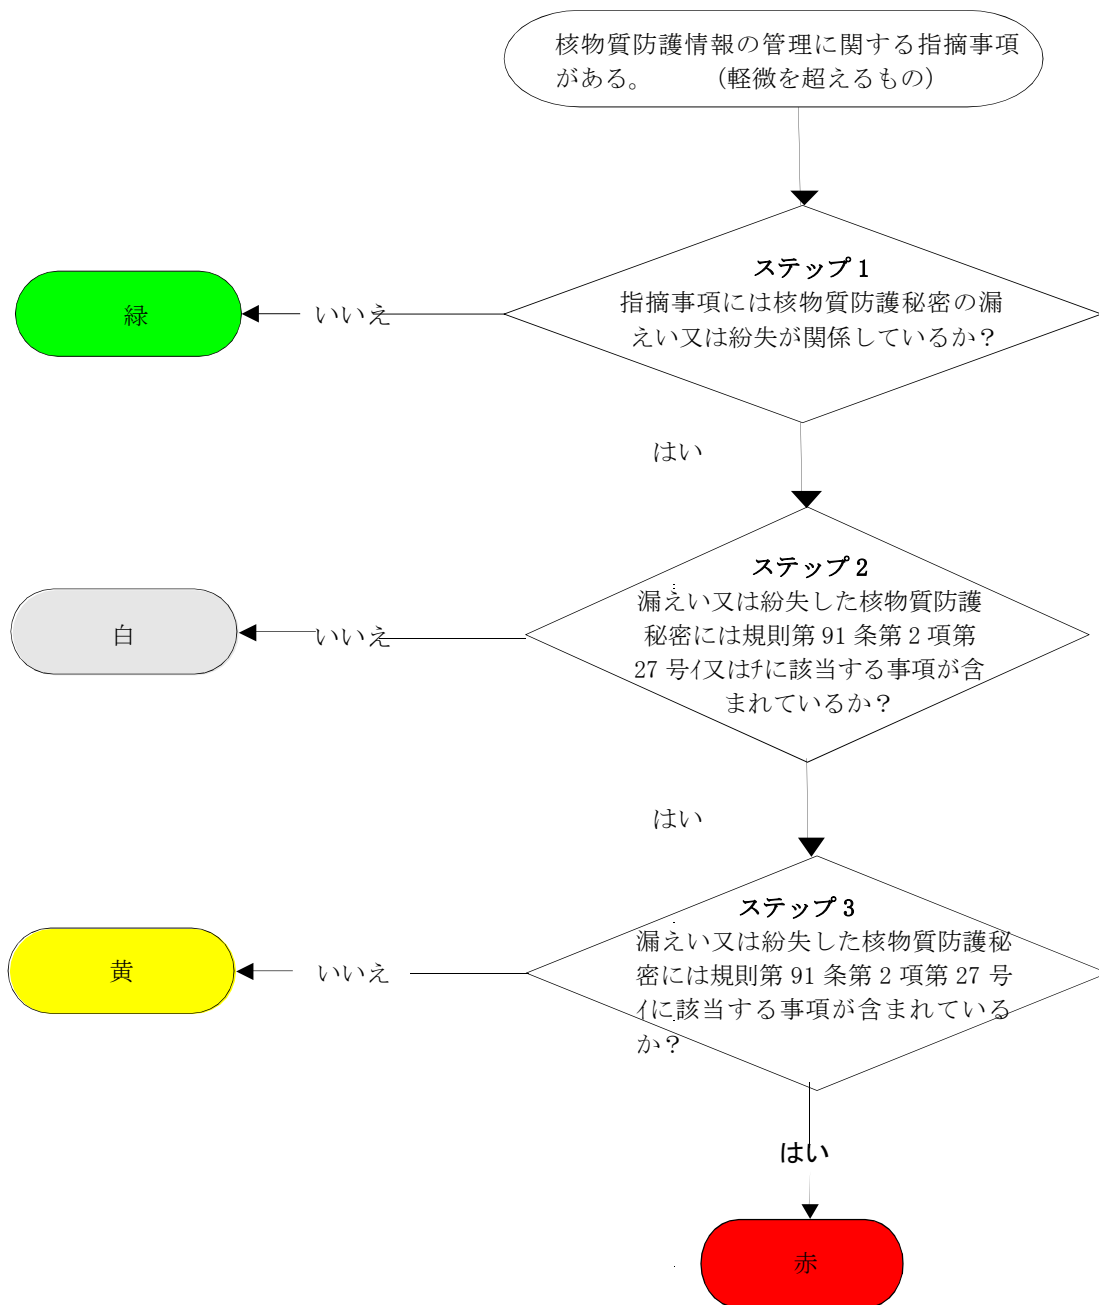 核物質防護情報の管理に関する指摘事項
がある。　　（軽微を超えるもの）
ステップ 1
指摘事項には核物質防護秘密の漏
えい又は紛失が関係しているか？
いいえ
緑
はい
ステップ 2
漏えい又は紛失した核物質防護
秘密には規則第 91 条第 2 項第
27 号ｲ又はﾁに該当する事項が含
まれているか？
いいえ
白
はい
ステップ 3
漏えい又は紛失した核物質防護秘
密には規則第 91 条第 2 項第 27 号
ｲに該当する事項が含まれている
か？
いいえ
黄
はい
赤